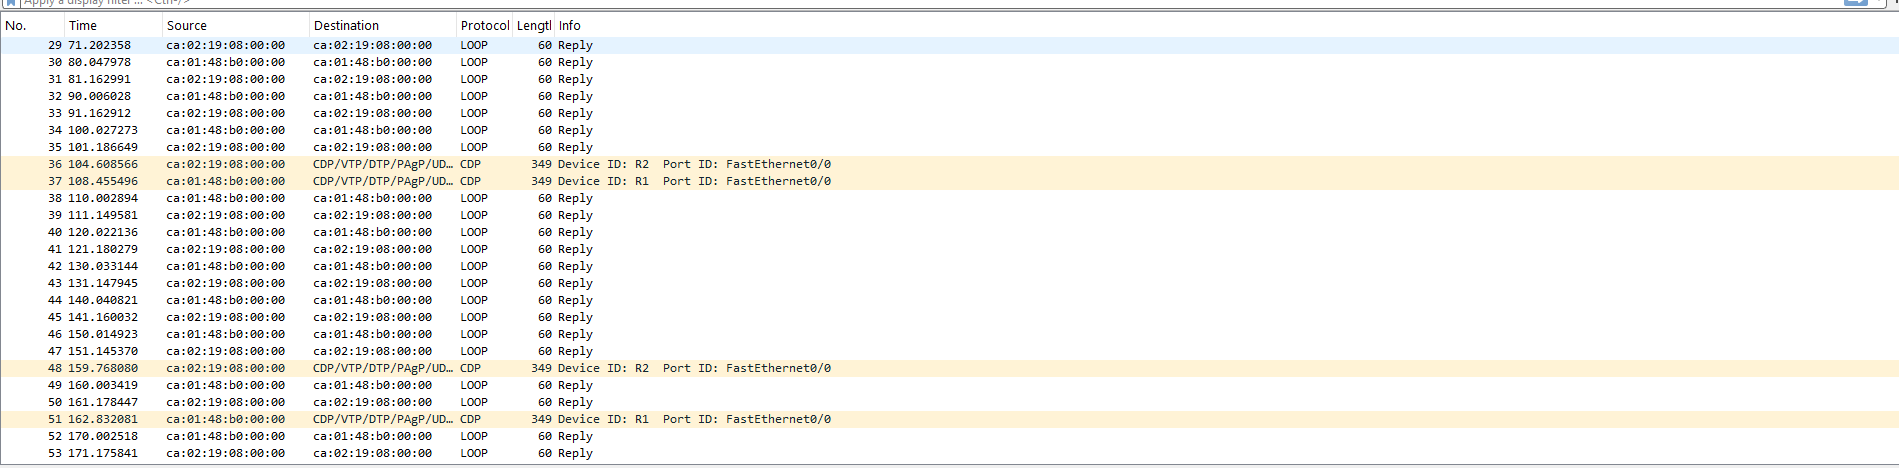 Apply a display filter ... <Ctrl-/>
No. Time Source Destination Protocol Lengtl Info
29 71.202358 ca:02:19:08:00:00 ca:02:19:08:00:00 LOOP 60 Reply
30 80.047978 ca:01:48:b0:00:00 ca:01:48:b0:00:00 LOOP 60 Reply
31 81.162991 ca:02:19:08:00:00 ca:02:19:08:00:00 LOOP 60 Reply
32 90.006028 ca:01:48:b0:00:00 ca:01:48:b0:00:00 LOOP 60 Reply
33 91.162912 ca:02:19:08:00:00 ca:02:19:08:00:00 LOOP 60 Reply
34 100.027273 ca:01:48:b0:00:00 ca:01:48:b0:00:00 LOOP 60 Reply
35 101.186649 ca:02:19:08:00:00 ca:02:19:08:00:00 LOOP 60 Reply
36 104.608566 ca:02:19:08:00:00 CDP/VTP/DTP/PAgP/UD… CDP 349 Device ID: R2 Port ID: FastEthernet0/0
37 108.455496 ca:01:48:b0:00:00 CDP/VTP/DTP/PAgP/UD… CDP 349 Device ID: R1 Port ID: FastEthernet0/0
38 110.002894 ca:01:48:b0:00:00 ca:01:48:b0:00:00 LOOP 60 Reply
39 111.149581 ca:02:19:08:00:00 ca:02:19:08:00:00 LOOP 60 Reply
40 120.022136 ca:01:48:b0:00:00 ca:01:48:b0:00:00 LOOP 60 Reply
41 121.180279 ca:02:19:08:00:00 ca:02:19:08:00:00 LOOP 60 Reply
42 130.033144 ca:01:48:b0:00:00 ca:01:48:b0:00:00 LOOP 60 Reply
43 131.147945 ca:02:19:08:00:00 ca:02:19:08:00:00 LOOP 60 Reply
44 140.040821 ca:01:48:b0:00:00 ca:01:48:b0:00:00 LOOP 60 Reply
45 141.160032 ca:02:19:08:00:00 ca:02:19:08:00:00 LOOP 60 Reply
46 150.014923 ca:01:48:b0:00:00 ca:01:48:b0:00:00 LOOP 60 Reply
47 151.145370 ca:02:19:08:00:00 ca:02:19:08:00:00 LOOP 60 Reply
48 159.768080 ca:02:19:08:00:00 CDP/VTP/DTP/PAgP/UD… CDP 349 Device ID: R2 Port ID: FastEthernet0/0
49 160.003419 ca:01:48:b0:00:00 ca:01:48:b0:00:00 LOOP 60 Reply
50 161.178447 ca:02:19:08:00:00 ca:02:19:08:00:00 LOOP 60 Reply
51 162.832081 ca:01:48:b0:00:00 CDP/VTP/DTP/PAgP/UD… CDP 349 Device ID: R1 Port ID: FastEthernet0/0
52 170.002518 ca:01:48:b0:00:00 ca:01:48:b0:00:00 LOOP 60 Reply
53 171.175841 ca:02:19:08:00:00 ca:02:19:08:00:00 LOOP 60 Reply